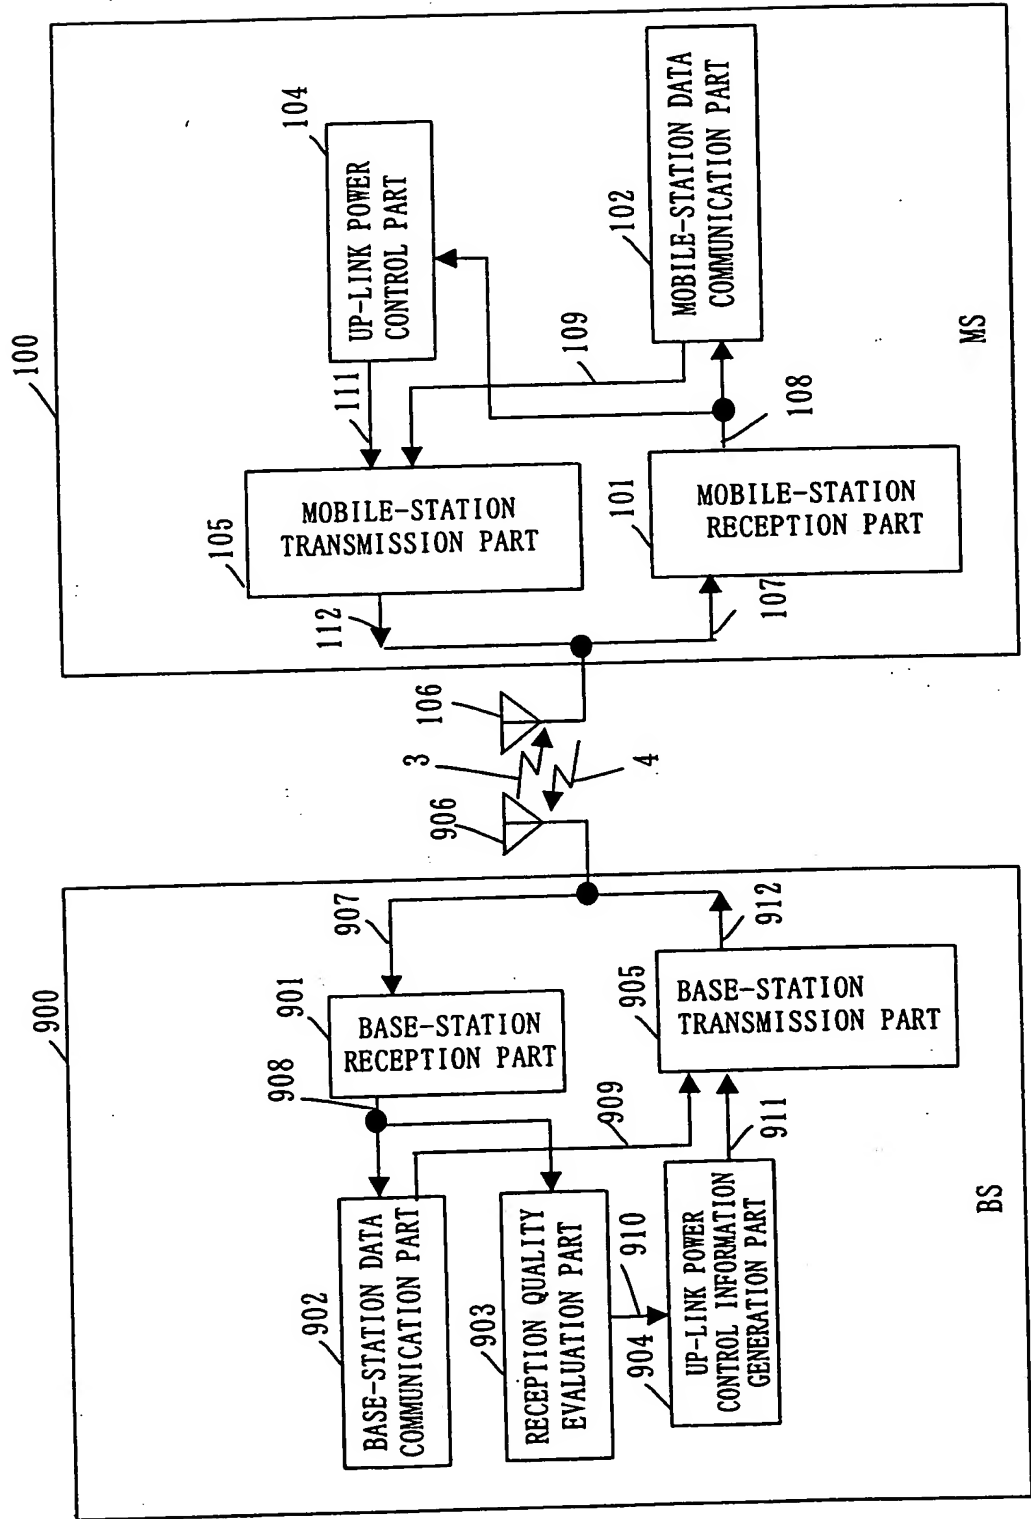 100
104
UP-LINK POWER
CONTROL PART
102
MOBILE-STATION DATA
COMMUNICATION PART
111
109
105
MOBILE-STATION
TRANSMISSION PART
101
MOBILE-STATION
RECEPTION PART
108
112
107
MS
106
3
4
906
900
907
912
901
BASE-STATION
RECEPTION PART
905
BASE-STATION
TRANSMISSION PART
908
909
911
902
BASE-STATION DATA
COMMUNICATION PART
903
RECEPTION QUALITY
EVALUATION PART
910
904
UP-LINK POWER
CONTROL INFORMATION
GENERATION PART
BS